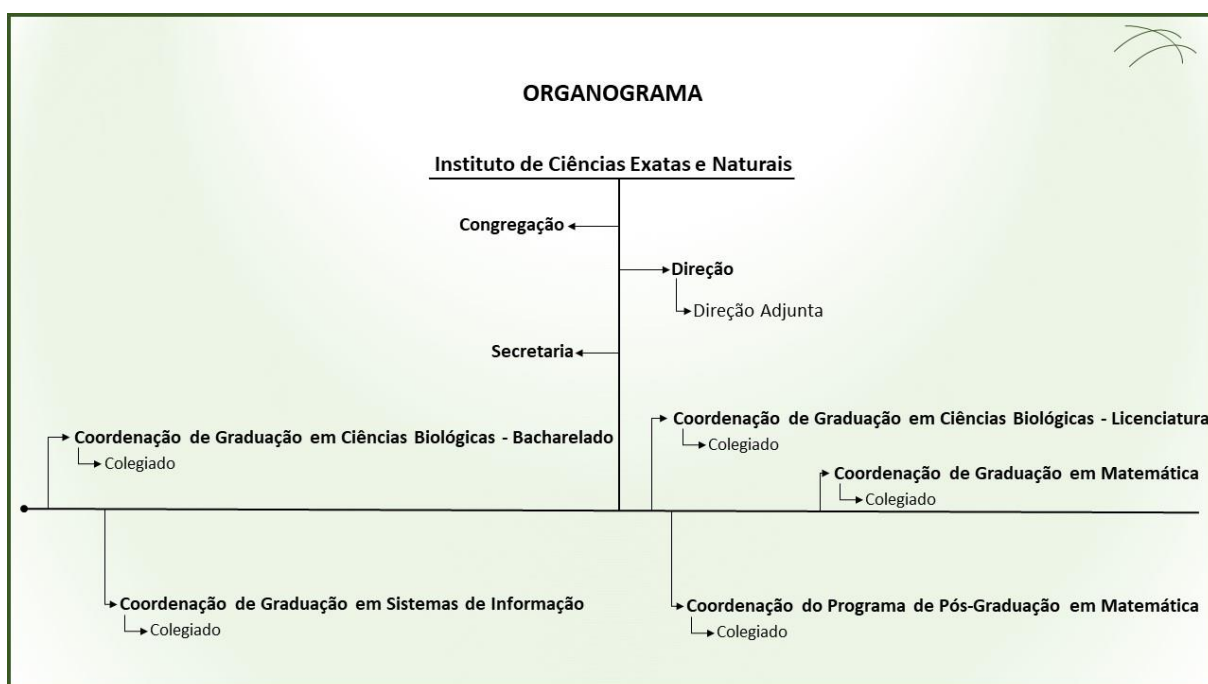 ORGANOGRAMA
Instituto de Ciências Exatas e Naturais
Congregação
Direção
Direção Adjunta
Secretaria
Coordenação de Graduação em Ciências Biológicas - Bacharelado
Colegiado
Coordenação de Graduação em Ciências Biológicas - Licenciatura
Colegiado
Coordenação de Graduação em Matemática
Colegiado
Coordenação de Graduação em Sistemas de Informação
Colegiado
Coordenação do Programa de Pós-Graduação em Matemática
Colegiado